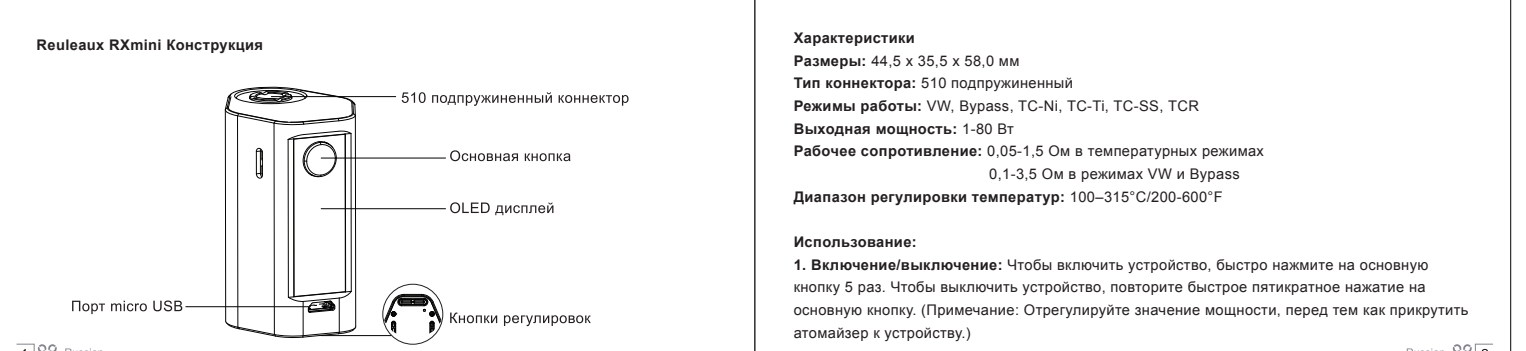 Reuleaux RXmini Конструкция
510 подпружиненный коннектор
Основная кнопка
OLED дисплей
Порт micro USB
Кнопки регулировок
Характеристики
Размеры: 44,5 x 35,5 x 58,0 мм
Тип коннектора: 510 подпружиненный
Режимы работы: VW, Bypass, TC-Ni, TC-Ti, TC-SS, TCR
Выходная мощность: 1-80 Вт
Рабочее сопротивление: 0,05-1,5 Ом в температурных режимах
0,1-3,5 Ом в режимах VW и Bypass
Диапазон регулировки температур: 100–315°C/200-600°F
Использование:
1. Включение/выключение: Чтобы включить устройство, быстро нажмите на основную
кнопку 5 раз. Чтобы выключить устройство, повторите быстрое пятикратное нажатие на
основную кнопку. (Примечание: Отрегулируйте значение мощности, перед тем как прикрутить
атомайзер к устройству.)